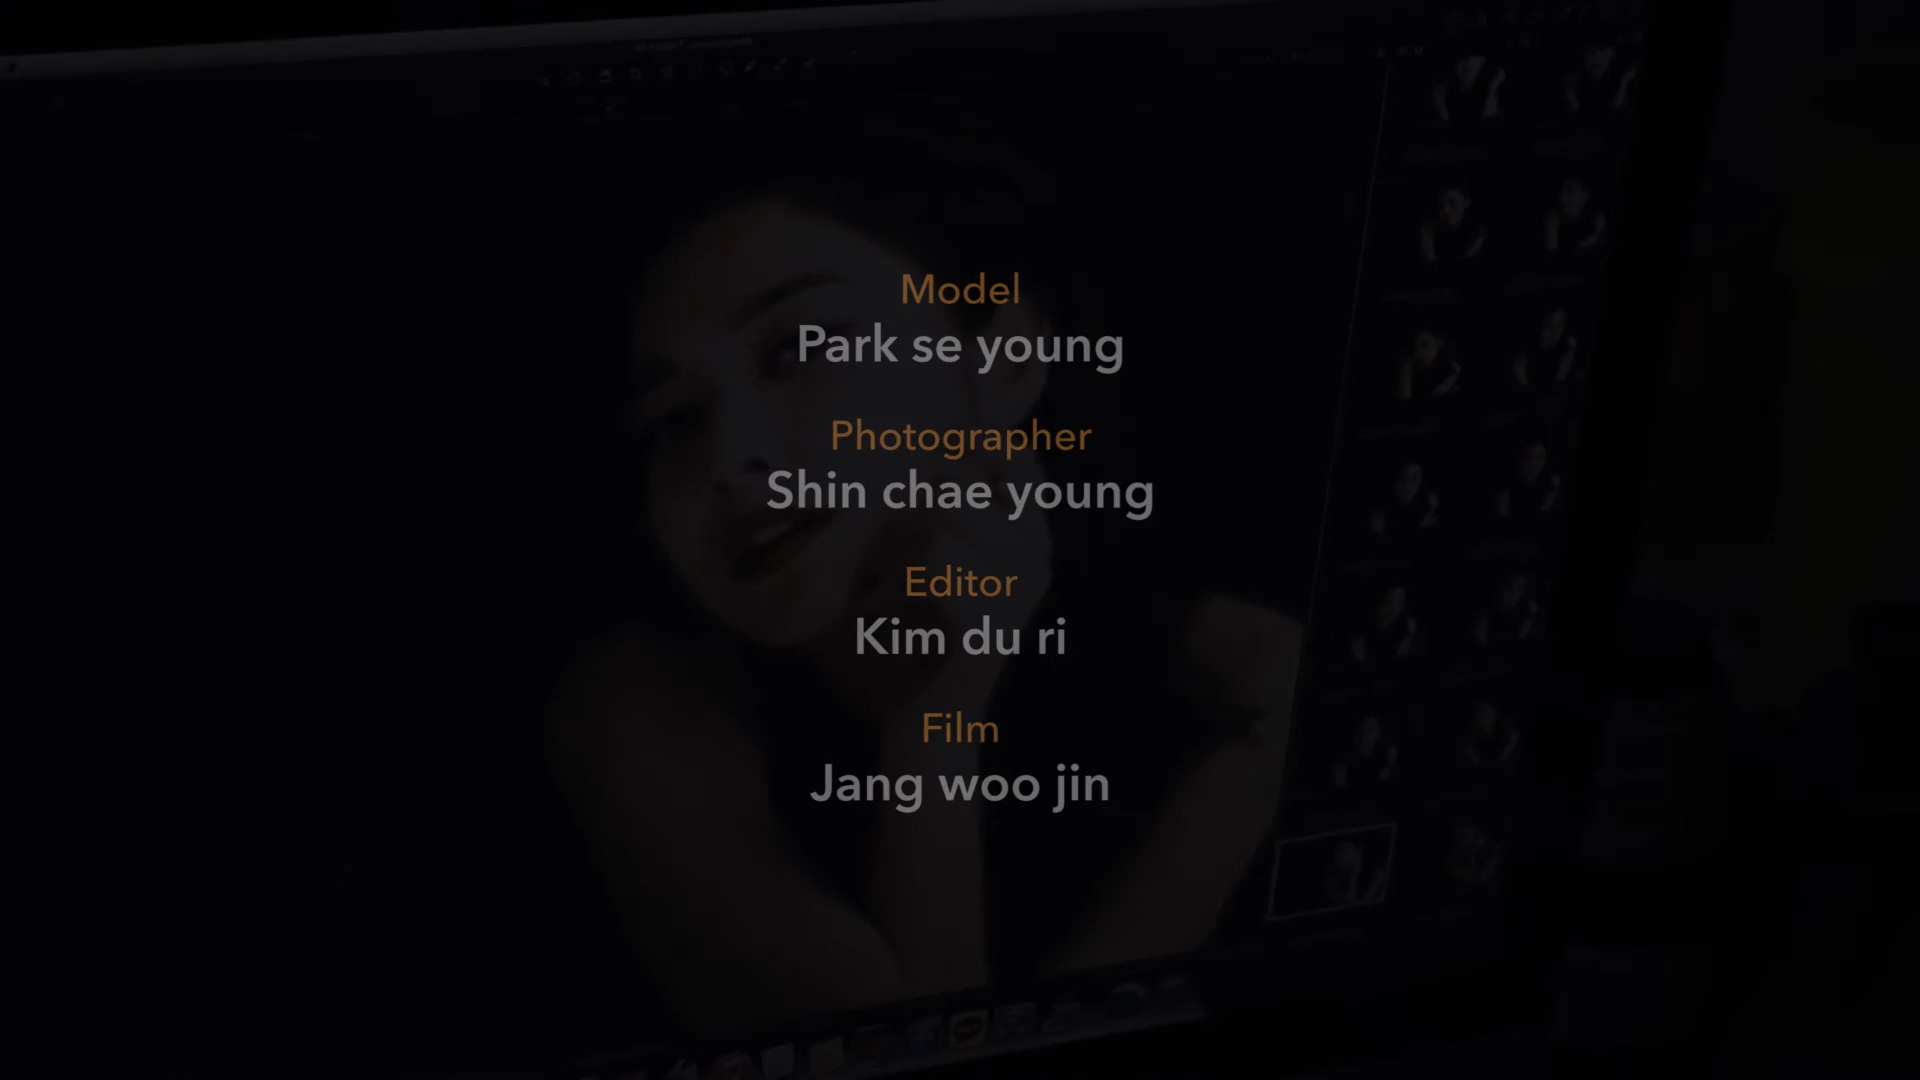 Model
Park se young
Photographer
Shin chae young
Editor
Kim du ri
Film
Jang woo jin